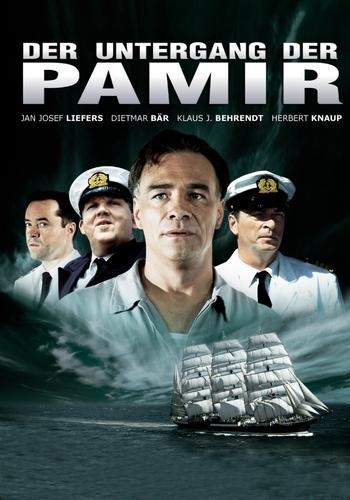 DER UNTERGANG DER
PAMIR
JAN JOSEF LIEFERS DIETMAR BÄR KLAUS J. BEHRENDT HERBERT KNAUP